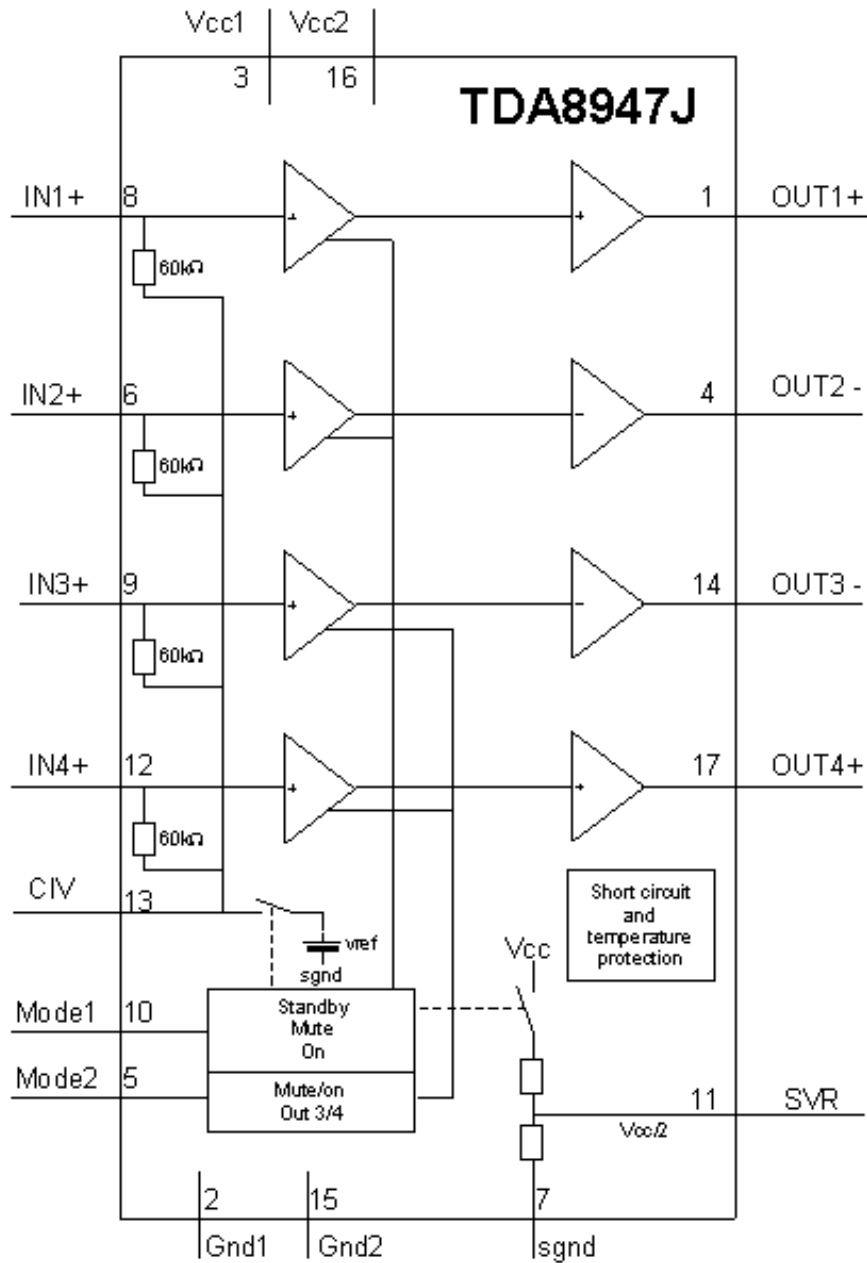 Vcc1 Vcc2
3 16
TDA8947J
IN1+ 8 1 OUT1+
60kΩ
IN2+ 6 4 OUT2 -
60kΩ
IN3+ 9 14 OUT3 -
60kΩ
IN4+ 12 17 OUT4+
60kΩ
CIV 13
vref
sgnd
Short circuit
and
temperature
protection
Vcc
Mode1 10
Standby
Mute
On
Mode2 5
Mute/on
Out 3/4
11 SVR
Vcc/2
2 15 7
Gnd1 Gnd2 sgnd
+ + + - + - + +